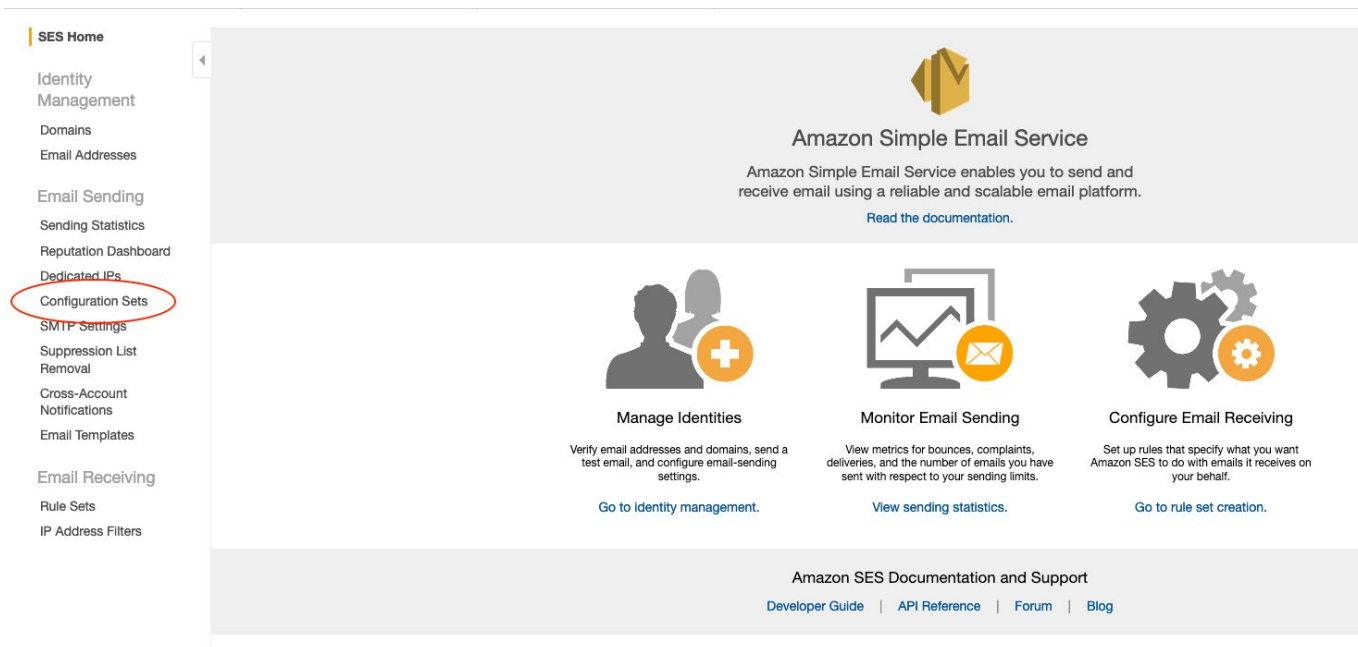 SES Home
Identity
Management
Domains
Email Addresses
Email Sending
Sending Statistics
Reputation Dashboard
Dedicated IPs
Configuration Sets
SMTP Settings
Suppression List
Removal
Cross-Account
Notifications
Email Templates
Email Receiving
Rule Sets
IP Address Filters
Amazon Simple Email Service
Amazon Simple Email Service enables you to send and
receive email using a reliable and scalable email platform.
Read the documentation.
Manage Identities
Verify email addresses and domains, send a
test email, and configure email-sending
settings.
Go to identity management.
Monitor Email Sending
View metrics for bounces, complaints,
deliveries, and the number of emails you have
sent with respect to your sending limits.
View sending statistics.
Configure Email Receiving
Set up rules that specify what you want
Amazon SES to do with emails it receives on
your behalf.
Go to rule set creation.
Amazon SES Documentation and Support
Developer Guide | API Reference | Forum | Blog